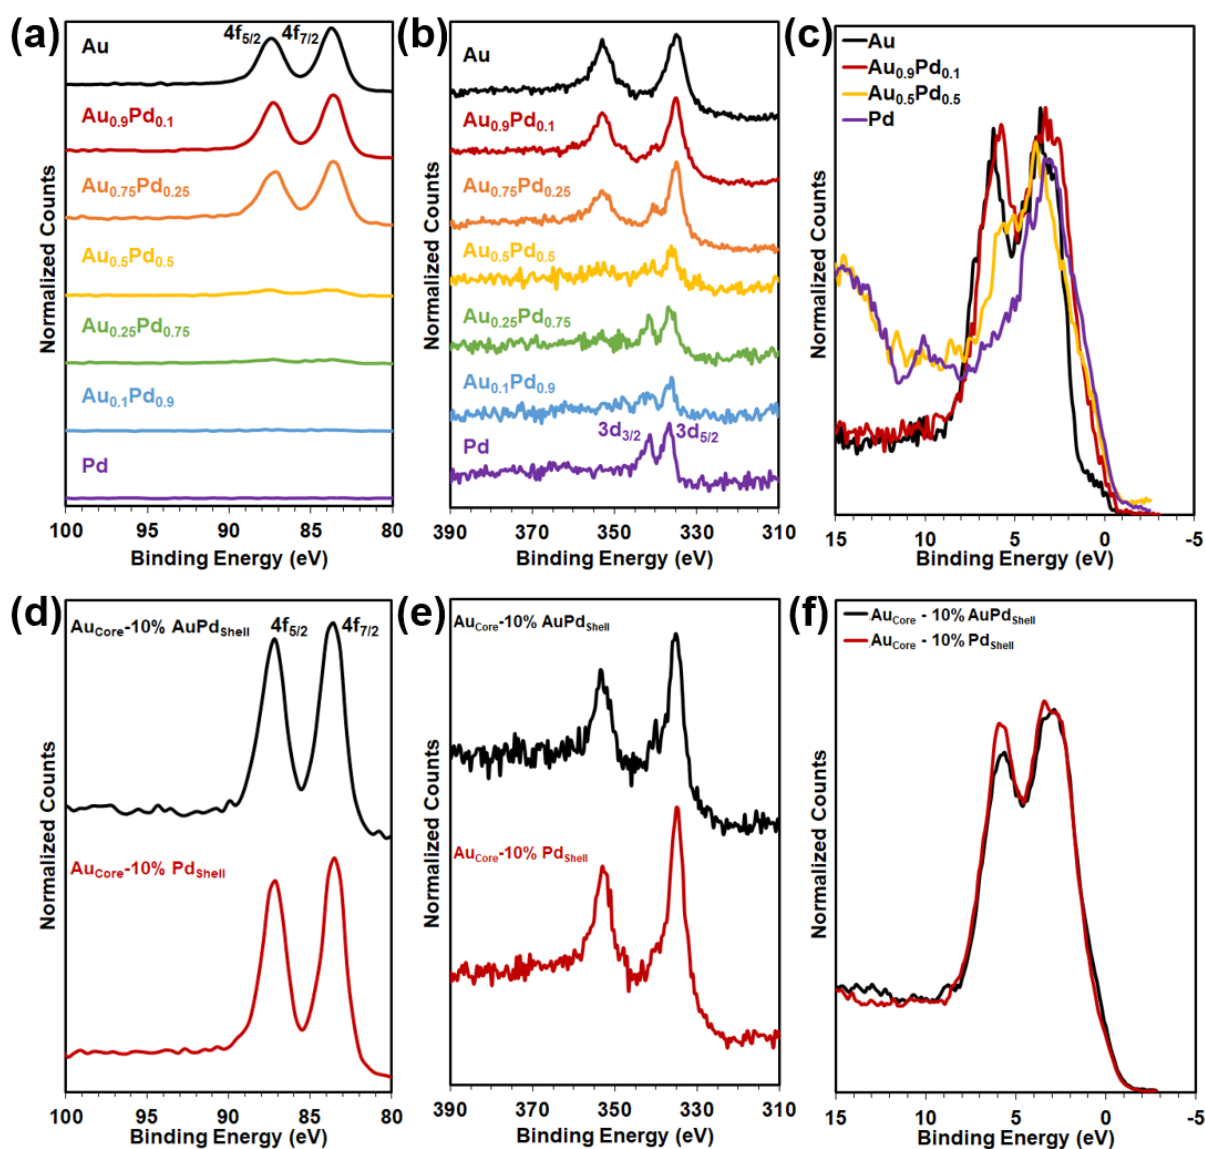 (a)
4f5/2 4f7/2
Au
Au0.9Pd0.1
Au0.75Pd0.25
Au0.5Pd0.5
Au0.25Pd0.75
Au0.1Pd0.9
Pd
Normalized Counts
100 95 90 85 80
Binding Energy (eV)
(b)
Au
Au0.9Pd0.1
Au0.75Pd0.25
Au0.5Pd0.5
Au0.25Pd0.75
Au0.1Pd0.9
3d3/2 3d5/2
Pd
Normalized Counts
390 370 350 330 310
Binding Energy (eV)
(c)
Au
Au0.9Pd0.1
Au0.5Pd0.5
Pd
Normalized Counts
15 10 5 0 -5
Binding Energy (eV)
(d)
AuCore-10% AuPdShell
4f5/2 4f7/2
AuCore-10% PdShell
Normalized Counts
100 95 90 85 80
Binding Energy (eV)
(e)
AuCore-10% AuPdShell
AuCore-10% PdShell
Normalized Counts
390 370 350 330 310
Binding Energy (eV)
(f)
AuCore - 10% AuPdShell
AuCore - 10% PdShell
Normalized Counts
15 10 5 0 -5
Binding Energy (eV)